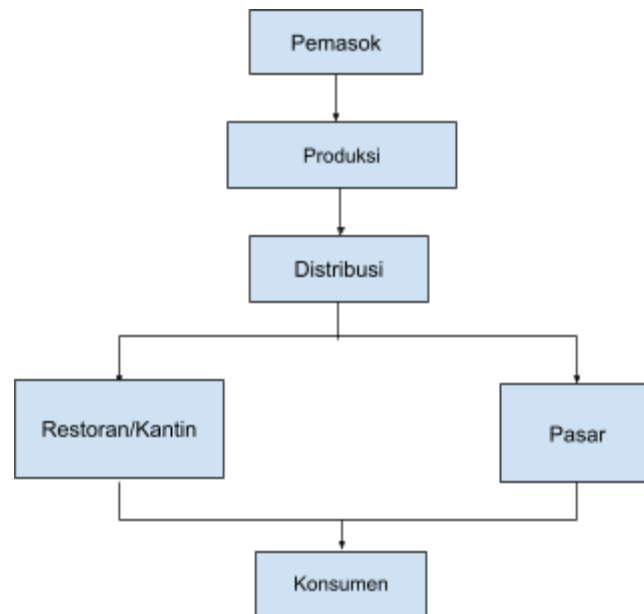 Pemasok
Produksi
Distribusi
Restoran/Kantin
Pasar
Konsumen